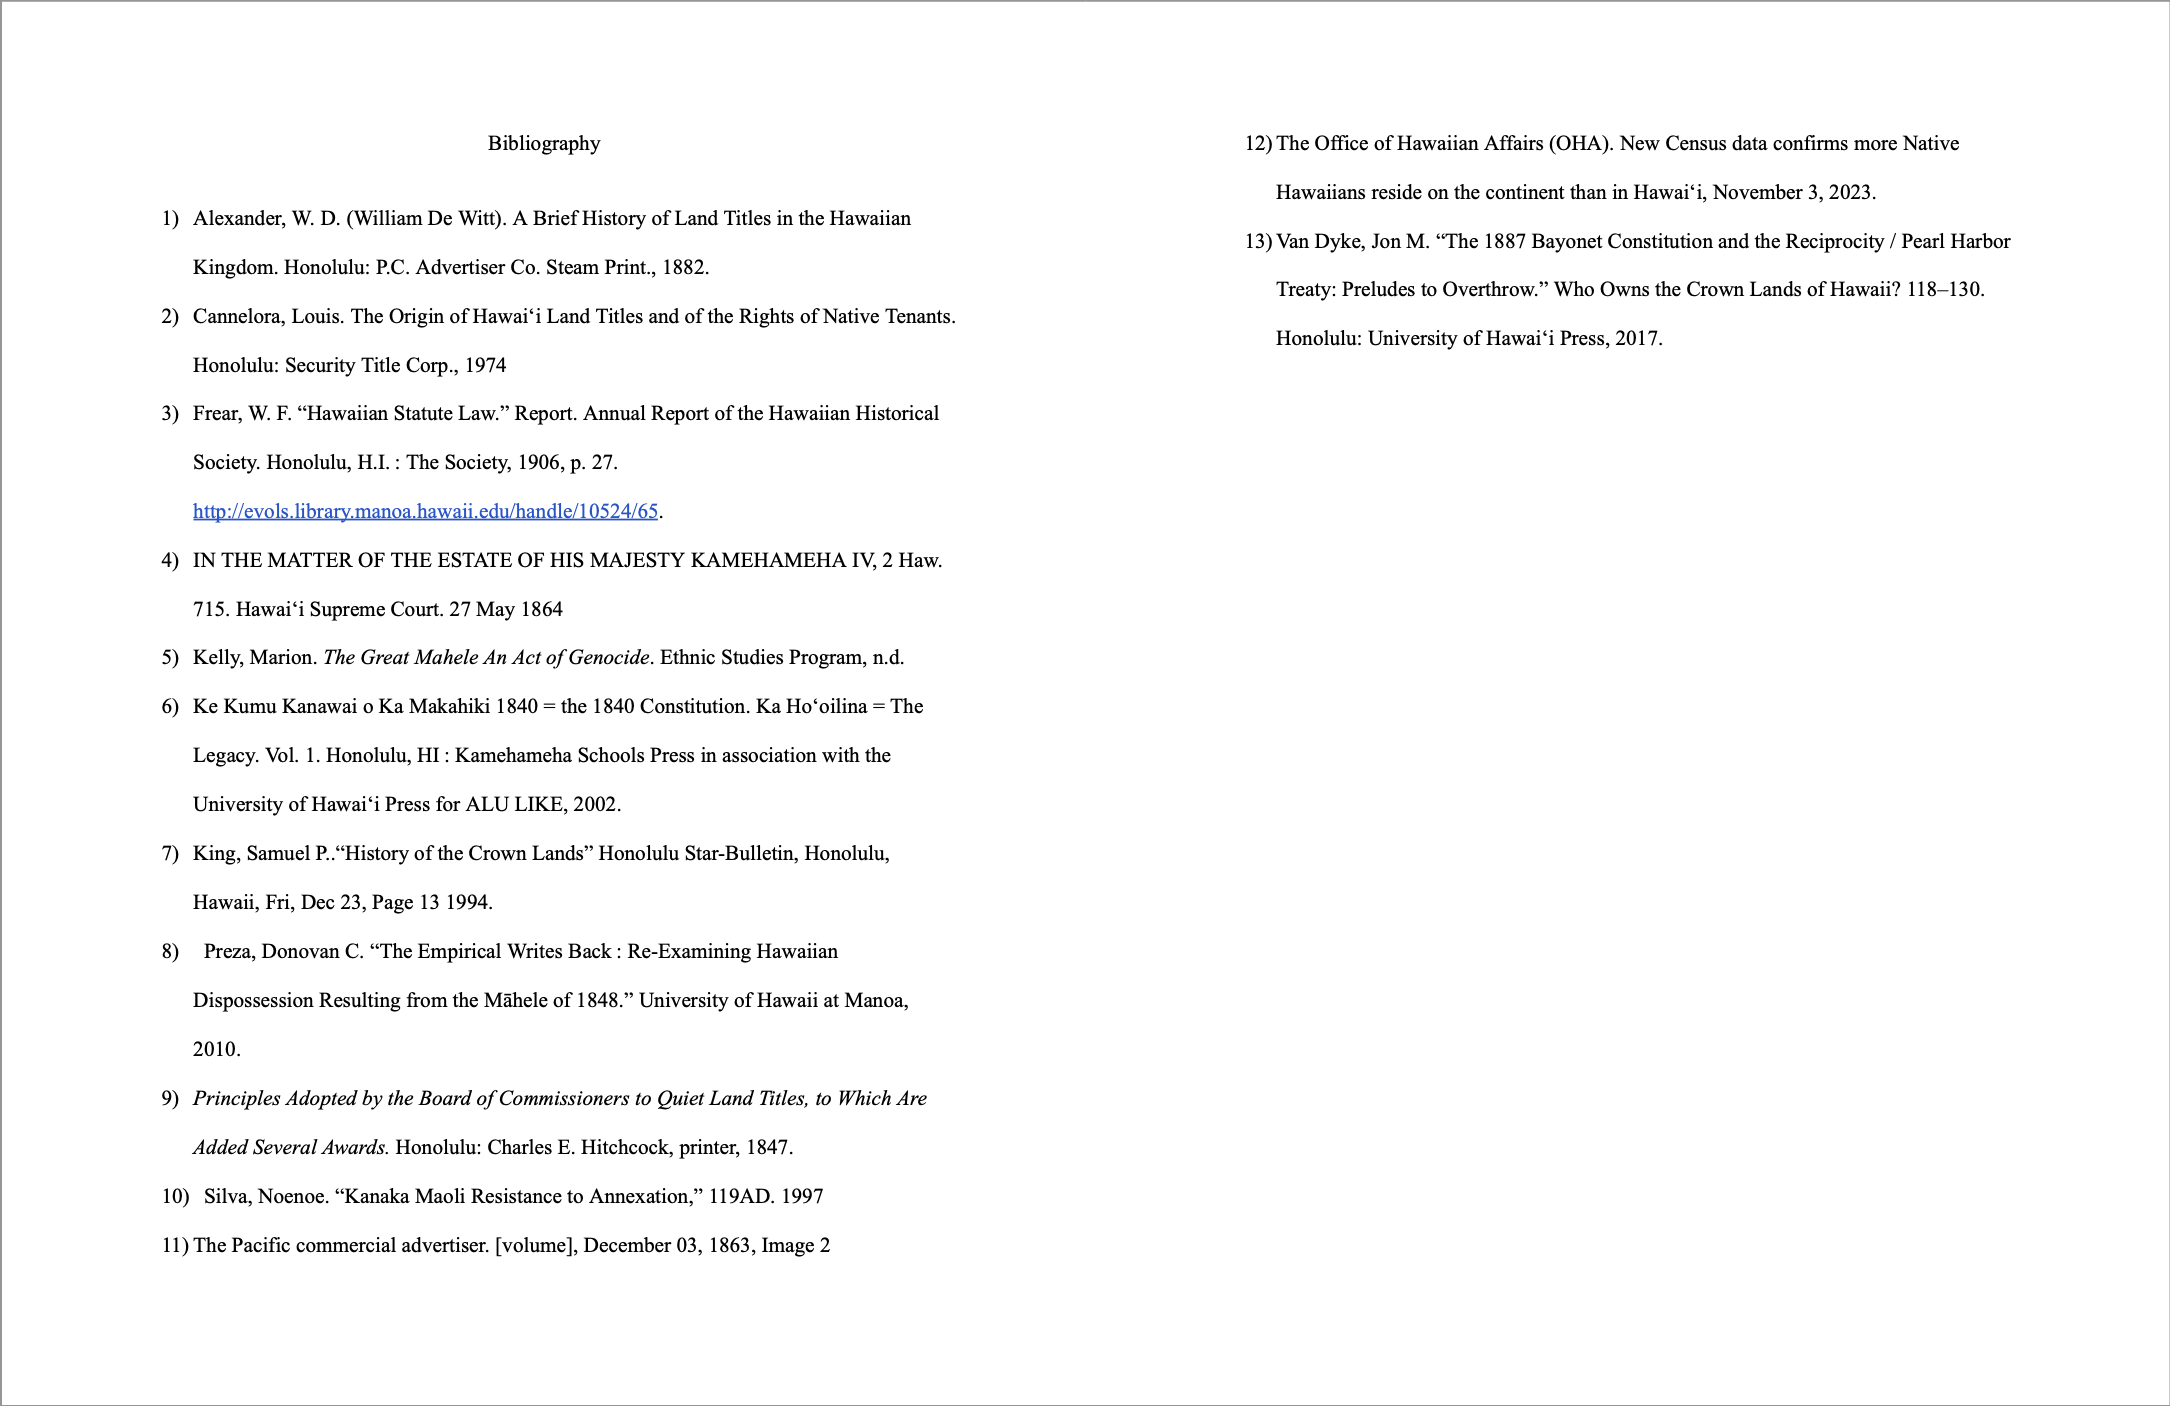 Bibliography
1) Alexander, W. D. (William De Witt). A Brief History of Land Titles in the Hawaiian
Kingdom. Honolulu: P.C. Advertiser Co. Steam Print., 1882.
2) Cannelora, Louis. The Origin of Hawaiʻi Land Titles and of the Rights of Native Tenants.
Honolulu: Security Title Corp., 1974
3) Frear, W. F. “Hawaiian Statute Law.” Report. Annual Report of the Hawaiian Historical
Society. Honolulu, H.I. : The Society, 1906, p. 27.
http://evols.library.manoa.hawaii.edu/handle/10524/65.
4) IN THE MATTER OF THE ESTATE OF HIS MAJESTY KAMEHAMEHA IV, 2 Haw.
715. Hawaiʻi Supreme Court. 27 May 1864
5) Kelly, Marion. The Great Mahele An Act of Genocide. Ethnic Studies Program, n.d.
6) Ke Kumu Kanawai o Ka Makahiki 1840 = the 1840 Constitution. Ka Hoʻoilina = The
Legacy. Vol. 1. Honolulu, HI : Kamehameha Schools Press in association with the
University of Hawaiʻi Press for ALU LIKE, 2002.
7) King, Samuel P..“History of the Crown Lands” Honolulu Star-Bulletin, Honolulu,
Hawaii, Fri, Dec 23, Page 13 1994.
8) Preza, Donovan C. “The Empirical Writes Back : Re-Examining Hawaiian
Dispossession Resulting from the Māhele of 1848.” University of Hawaii at Manoa,
2010.
9) Principles Adopted by the Board of Commissioners to Quiet Land Titles, to Which Are
Added Several Awards. Honolulu: Charles E. Hitchcock, printer, 1847.
10) Silva, Noenoe. “Kanaka Maoli Resistance to Annexation,” 119AD. 1997
11) The Pacific commercial advertiser. [volume], December 03, 1863, Image 2
12) The Office of Hawaiian Affairs (OHA). New Census data confirms more Native
Hawaiians reside on the continent than in Hawaiʻi, November 3, 2023.
13) Van Dyke, Jon M. “The 1887 Bayonet Constitution and the Reciprocity / Pearl Harbor
Treaty: Preludes to Overthrow.” Who Owns the Crown Lands of Hawaii? 118–130.
Honolulu: University of Hawaiʻi Press, 2017.